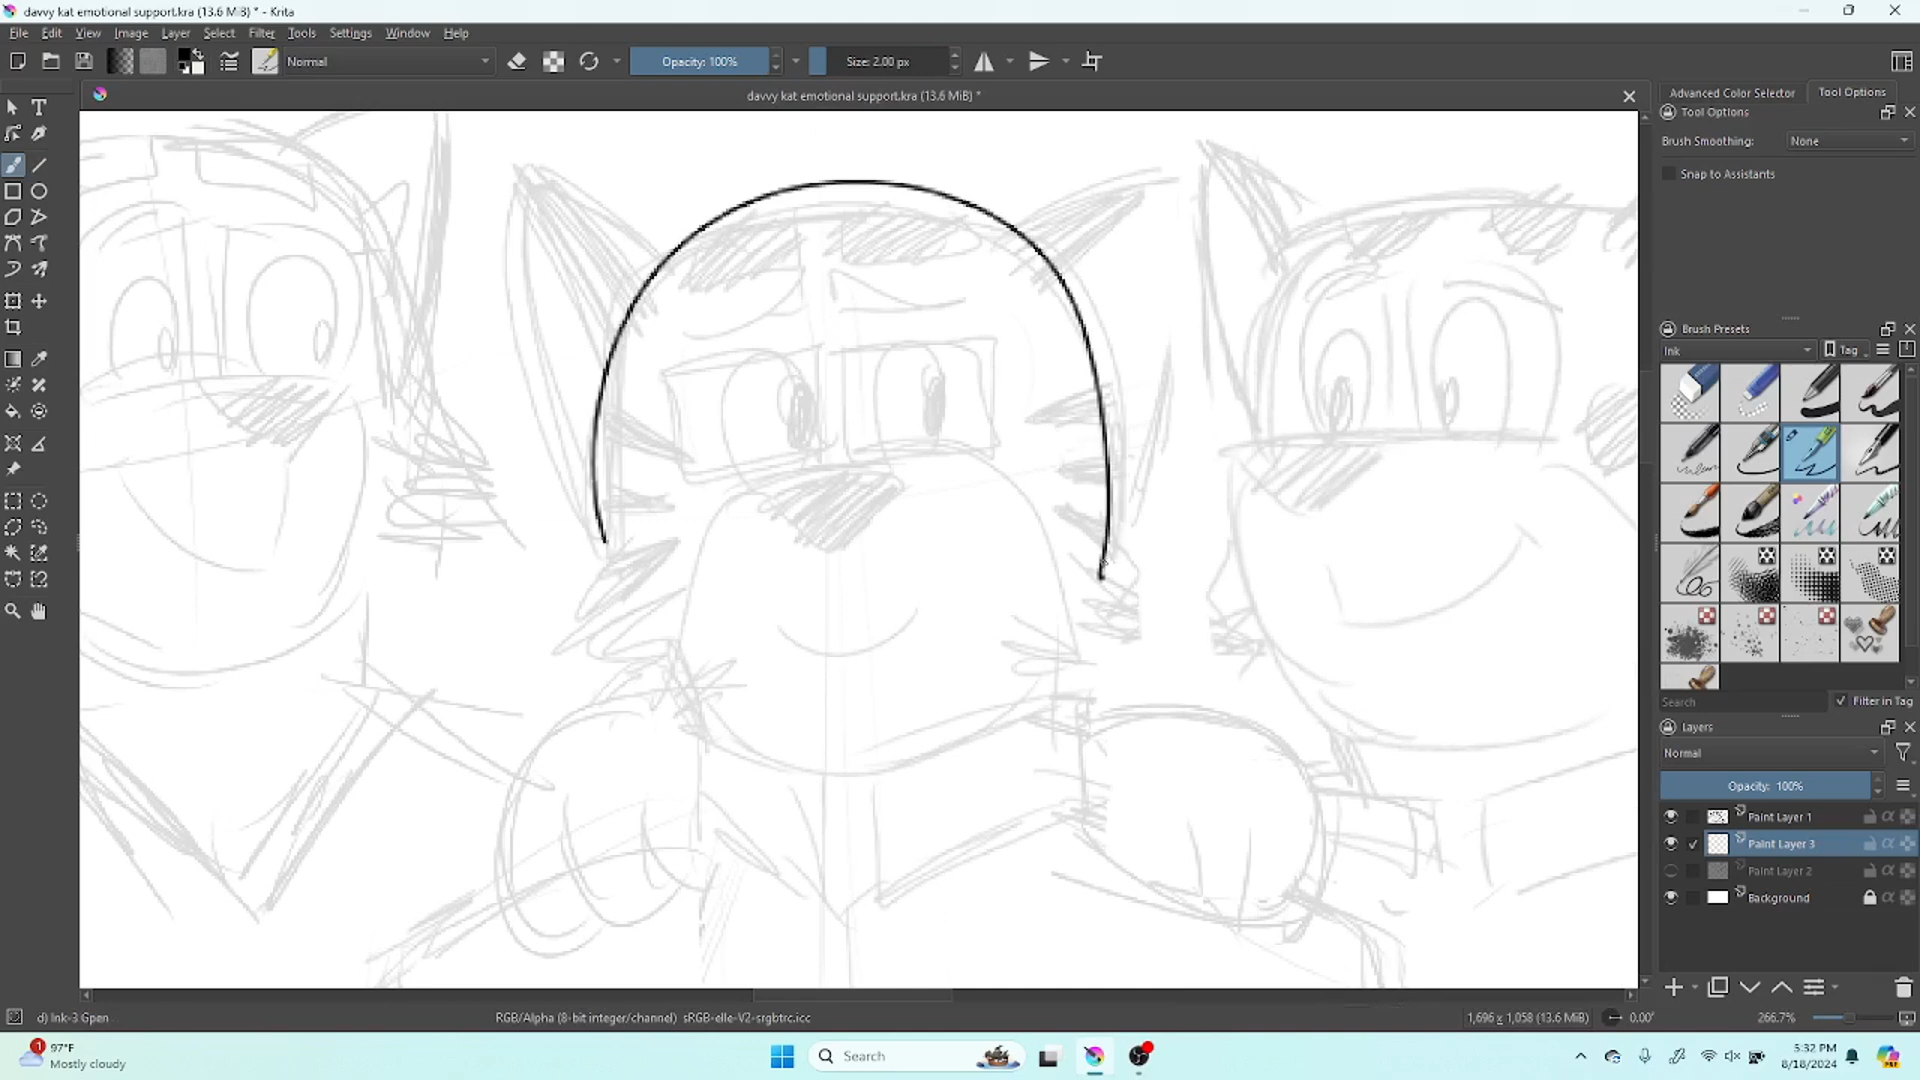 davvy kat emotional support.kra (13.6 MiB) * - Krita
File Edit View Image Layer Select Filter Tools Settings Window Help
Normal
Opacity: 100%
Size: 2.00 px
davvy kat emotional support.kra (13.6 MiB) *
Advanced Color Selector
Tool Options
Tool Options
Brush Smoothing:
None
Snap to Assistants
Brush Presets
Ink
Tag
Search
Filter in Tag
Layers
Normal
Opacity: 100%
Paint Layer 1
Paint Layer 3
Paint Layer 2
Background
d) Ink-3 Gpen
RGB/Alpha (8-bit integer/channel) sRGB-elle-V2-srgbtrc.icc
1,696 x 1,058 (13.6 MiB)
0.00°
266.7%
1
97°F
Mostly cloudy
Search
5:32 PM
8/18/2024